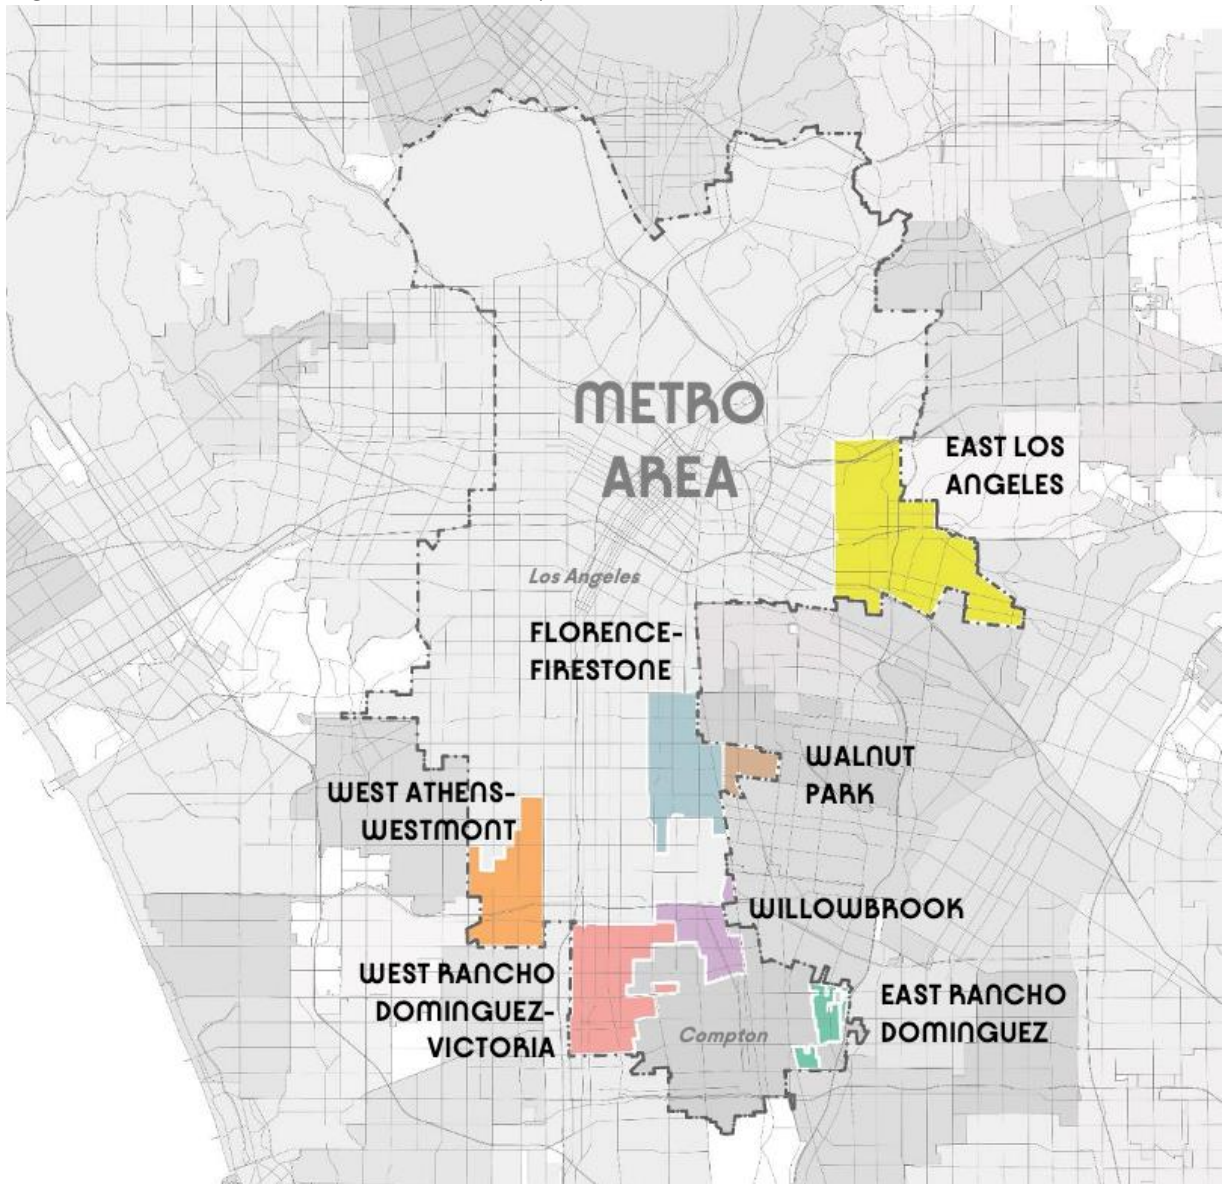 METRO
AREA
EAST LOS
ANGELES
Los Angeles
FLORENCE-
FIRESTONE
WALNUT
PARK
WEST ATHENS-
WESTMONT
WILLOWBROOK
WEST RANCHO
DOMINGUEZ-
VICTORIA
EAST RANCHO
DOMINGUEZ
Compton